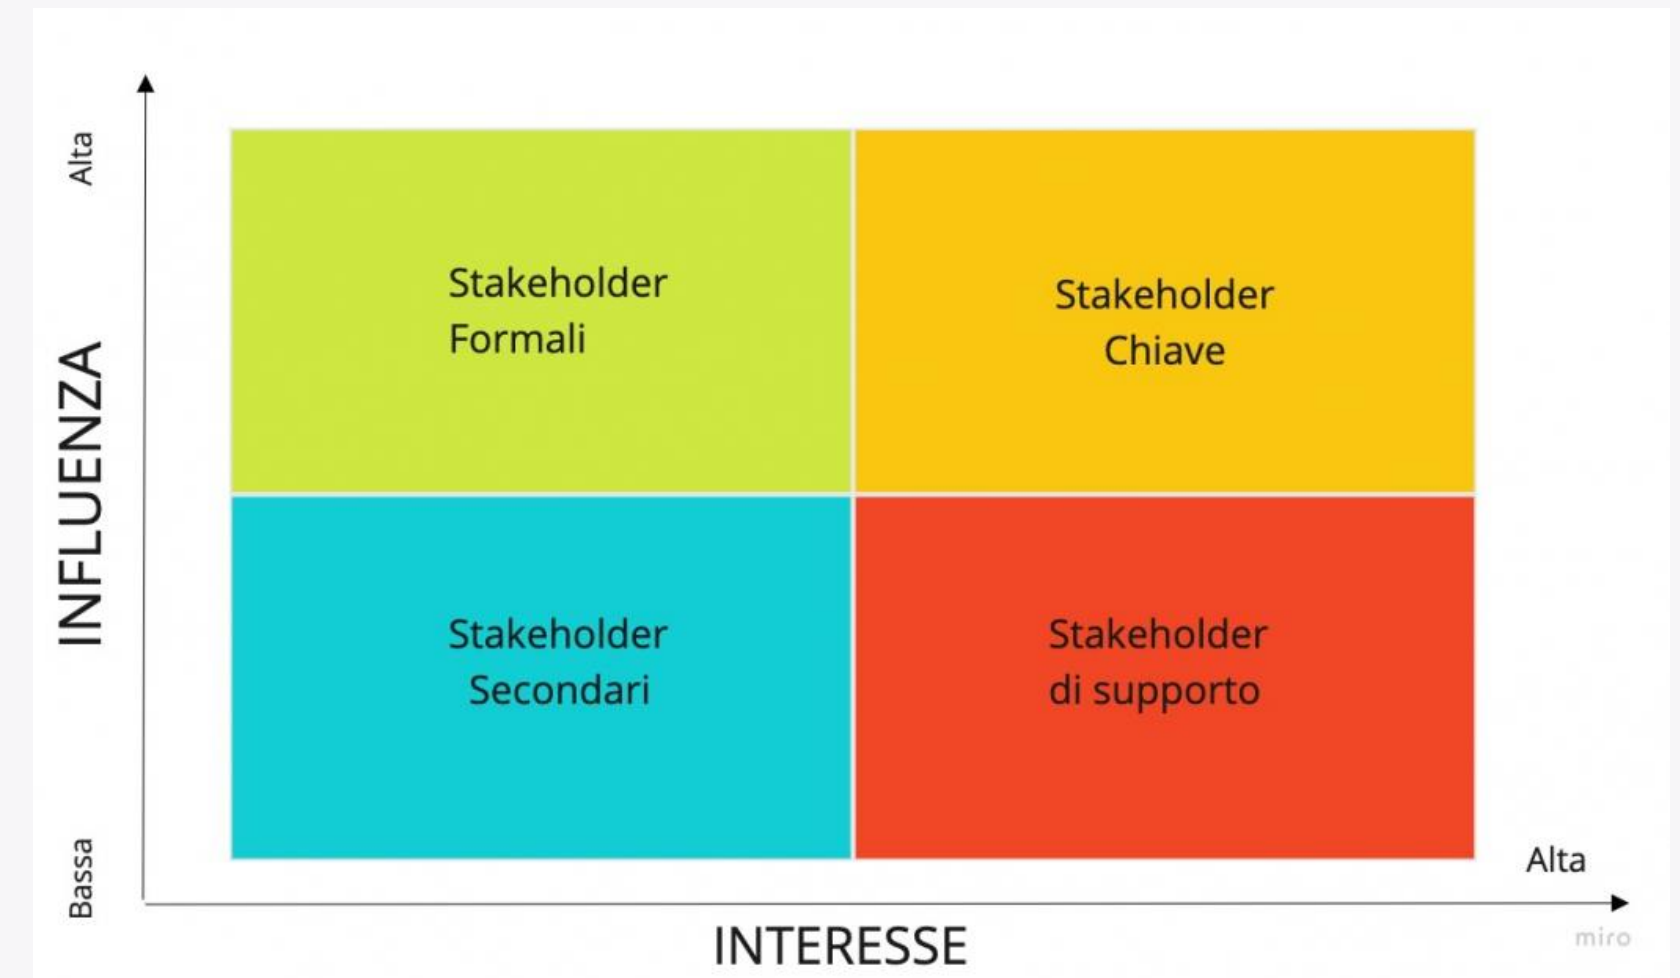 Alta
INFLUENZA
Bassa
Stakeholder
Formali
Stakeholder
Chiave
Stakeholder
Secondari
Stakeholder
di supporto
Alta
INTERESSE
miro